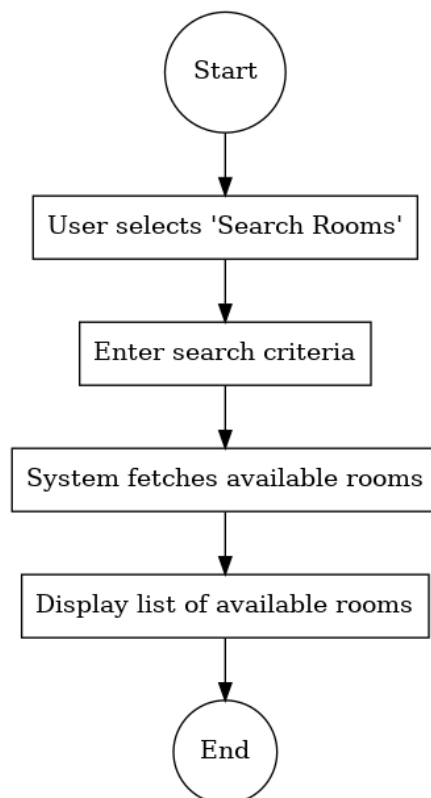 Start
User selects 'Search Rooms'
Enter search criteria
System fetches available rooms
Display list of available rooms
End